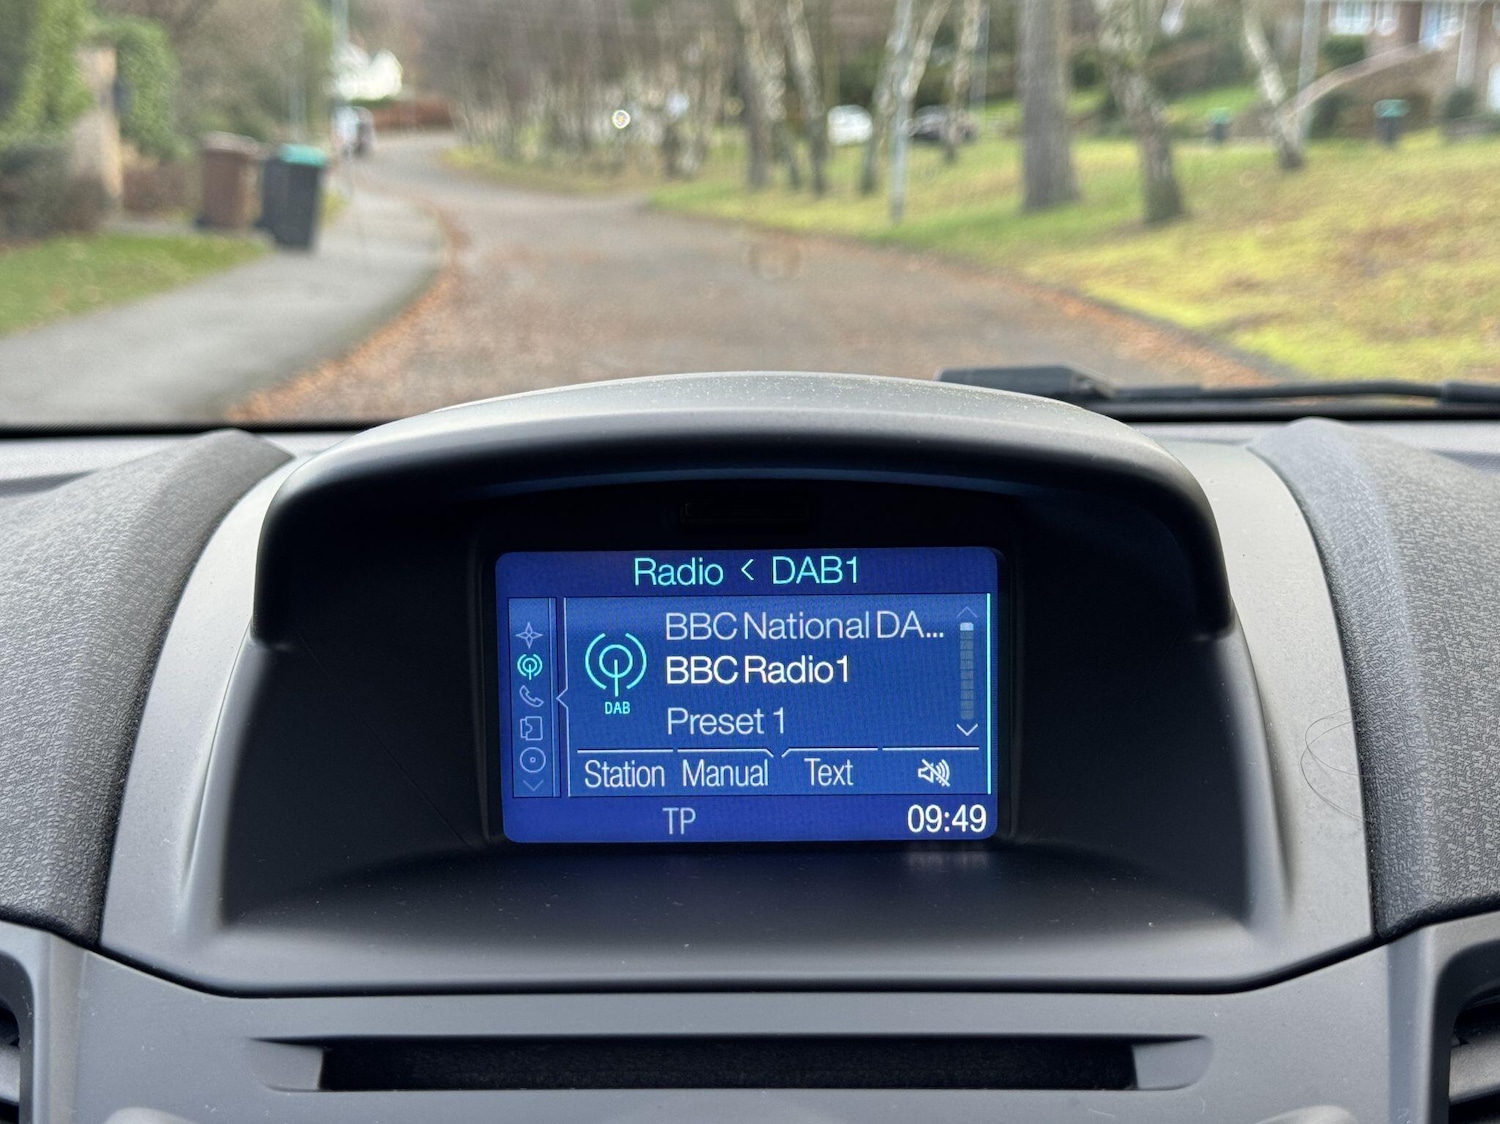 Radio < DAB1
BBC National DA...
BBC Radio1
DAB
Preset 1
Station Manual Text
TP 09:49